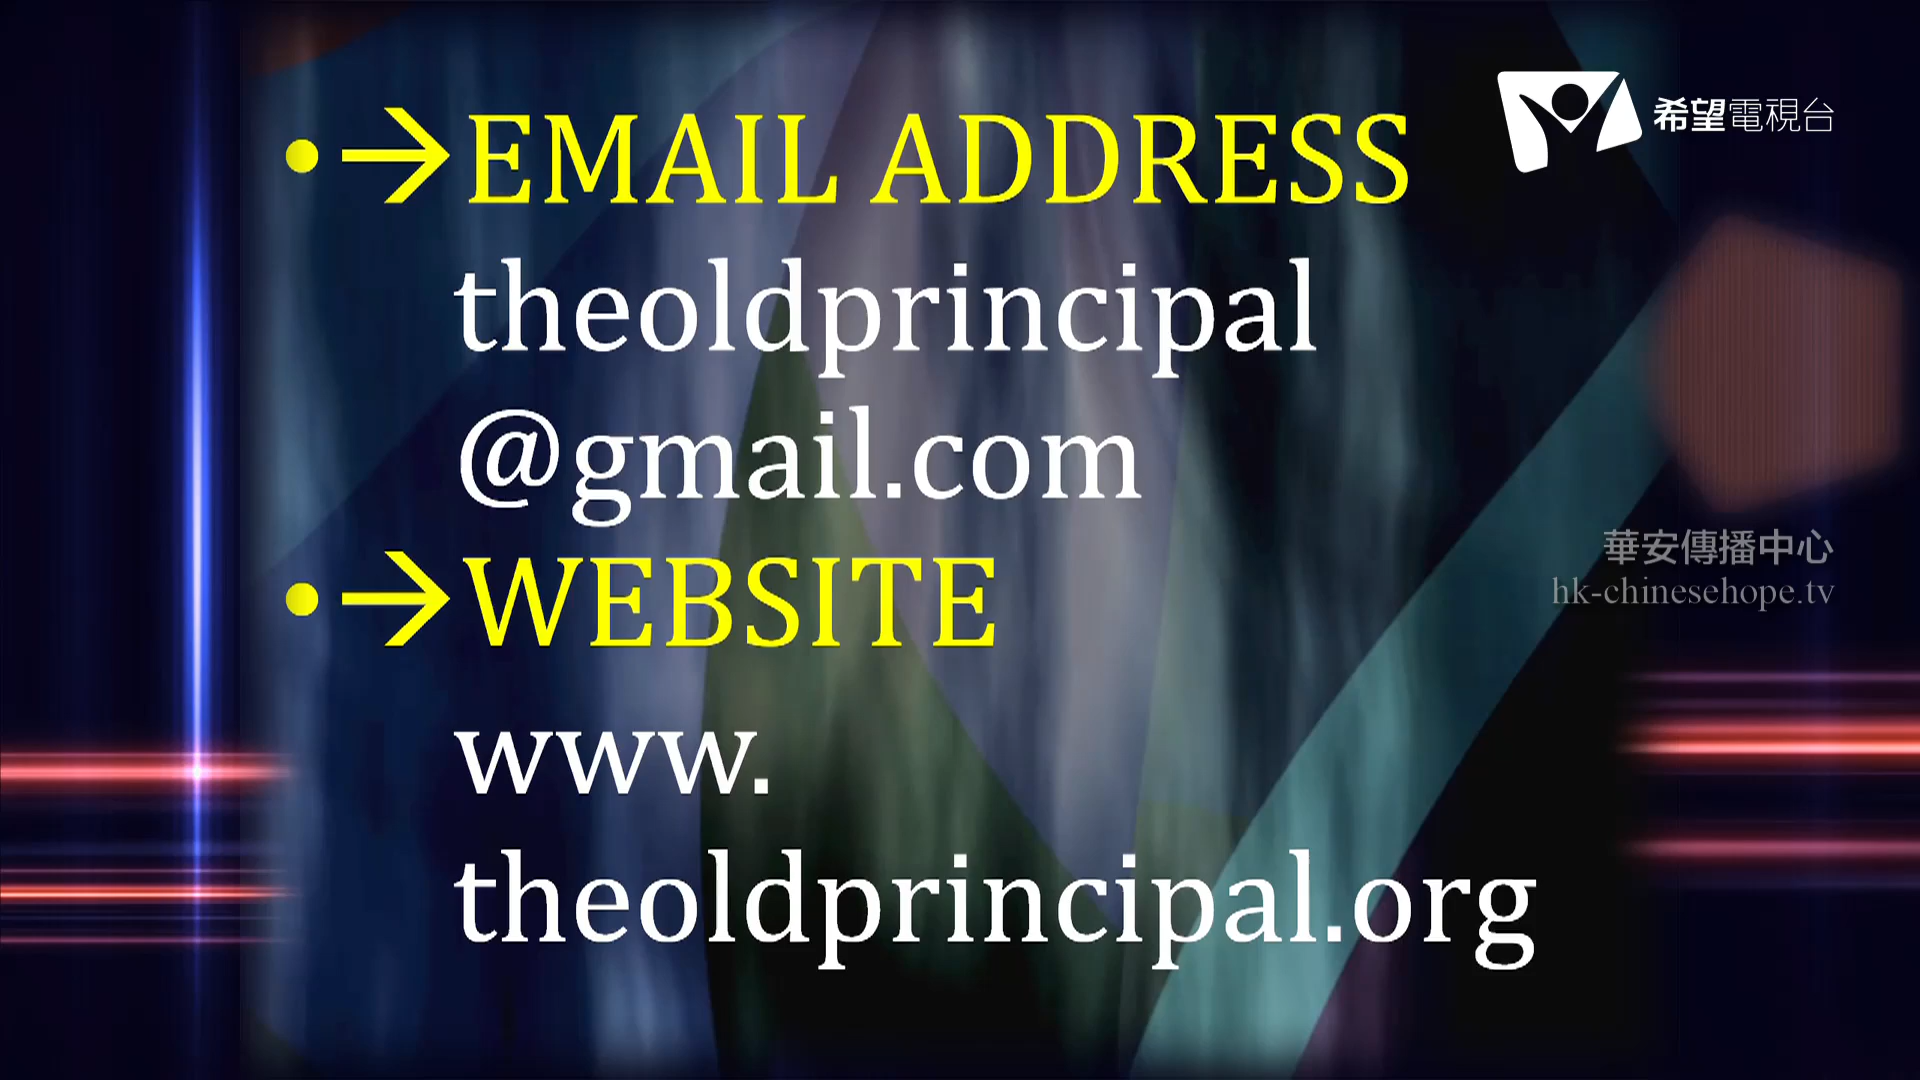 • → EMAIL ADDRESS
theoldprincipal
@gmail.com
• → WEBSITE
www.
theoldprincipal.org
希望電視台
華安傳播中心
hk-chinesehope.tv